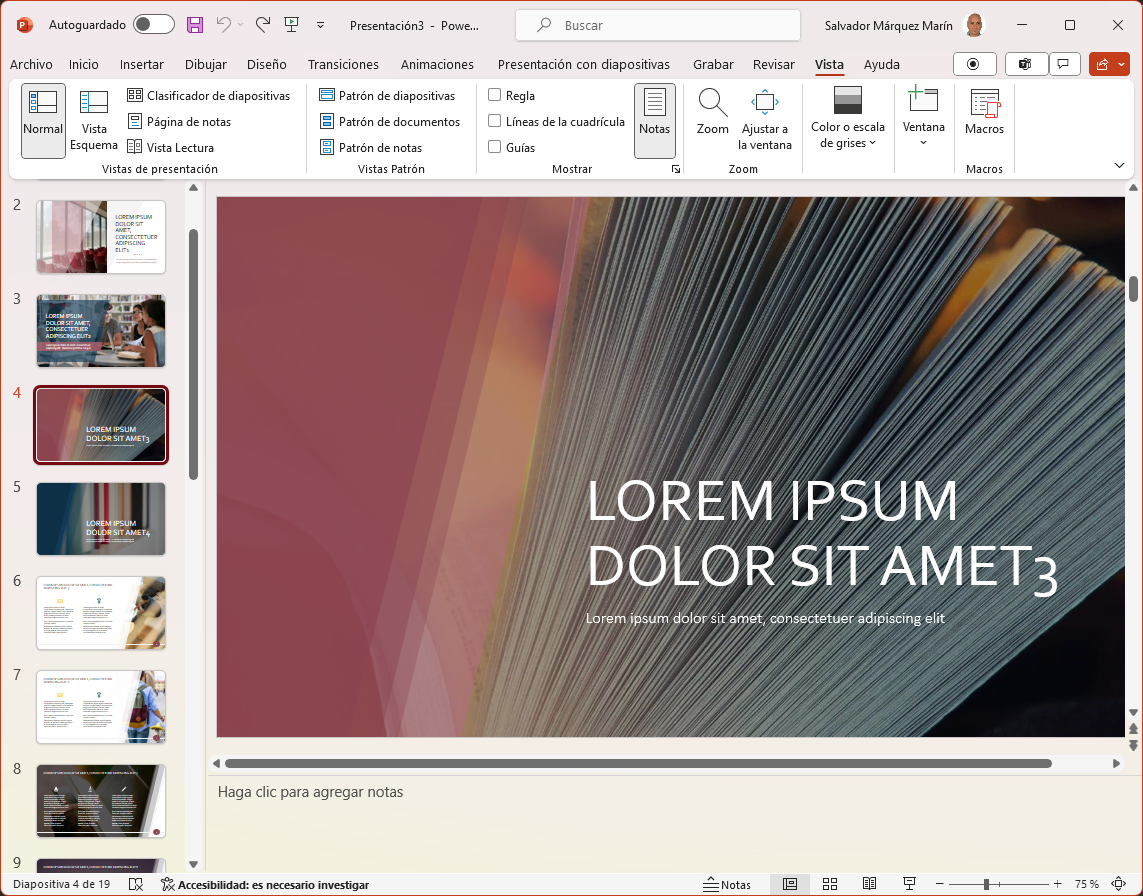 Autoguardado
Presentación3 - Powe...
Buscar
Salvador Márquez Marín
Archivo Inicio Insertar Dibujar Diseño Transiciones Animaciones Presentación con diapositivas Grabar Revisar Vista Ayuda
Normal
Vista
Esquema
Clasificador de diapositivas
Página de notas
Vista Lectura
Vistas de presentación
Patrón de diapositivas
Patrón de documentos
Patrón de notas
Vistas Patrón
Regla
Líneas de la cuadrícula
Guías
Mostrar
Notas
Zoom
Ajustar a
la ventana
Zoom
Color o escala
de grises
Ventana
Macros
Macros
2
LOREM IPSUM
DOLOR SIT
AMET,
CONSECTETUER
ADIPISCING
ELIT1
3
LOREM IPSUM
DOLOR SIT AMET,
CONSECTETUER
ADIPISCING ELIT2
4
LOREM IPSUM
DOLOR SIT AMET3
5
LOREM IPSUM
DOLOR SIT AMET4
6
7
8
9
LOREM IPSUM
DOLOR SIT AMET3
Lorem ipsum dolor sit amet, consectetuer adipiscing elit
Haga clic para agregar notas
Diapositiva 4 de 19
Accesibilidad: es necesario investigar
Notas
75 %